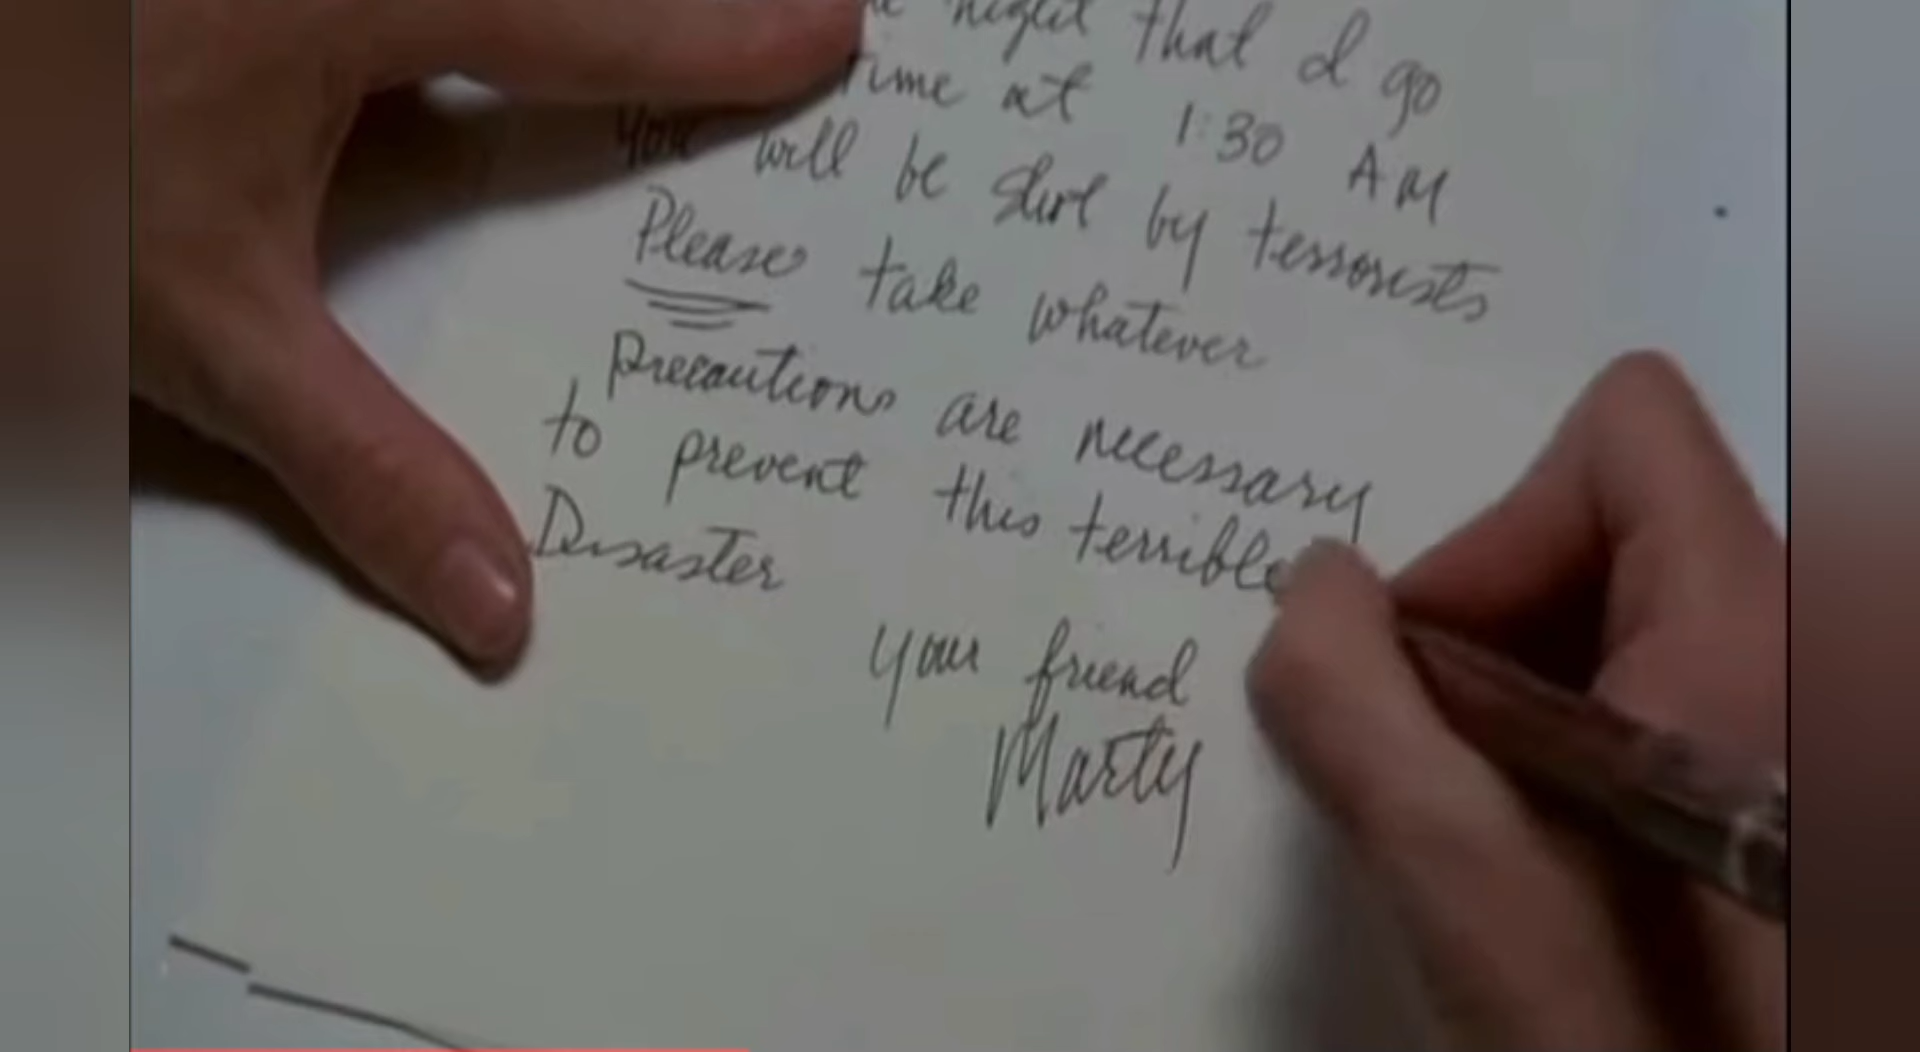 night that I go
time at 1:30 AM
you will be shot by terrorists
Please take whatever
precautions are necessary
to prevent this terrible
Disaster
your friend
Marty